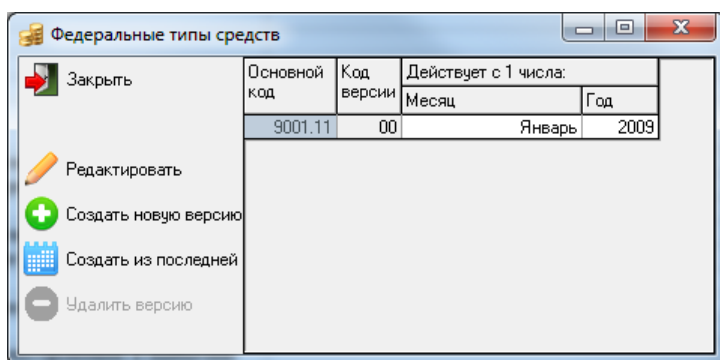 Федеральные типы средств
Закрыть
Редактировать
Создать новую версию
Создать из последней
Удалить версию
Основной код
Код версии
Действует с 1 числа:
Месяц Год
9001.11 00 Январь 2009